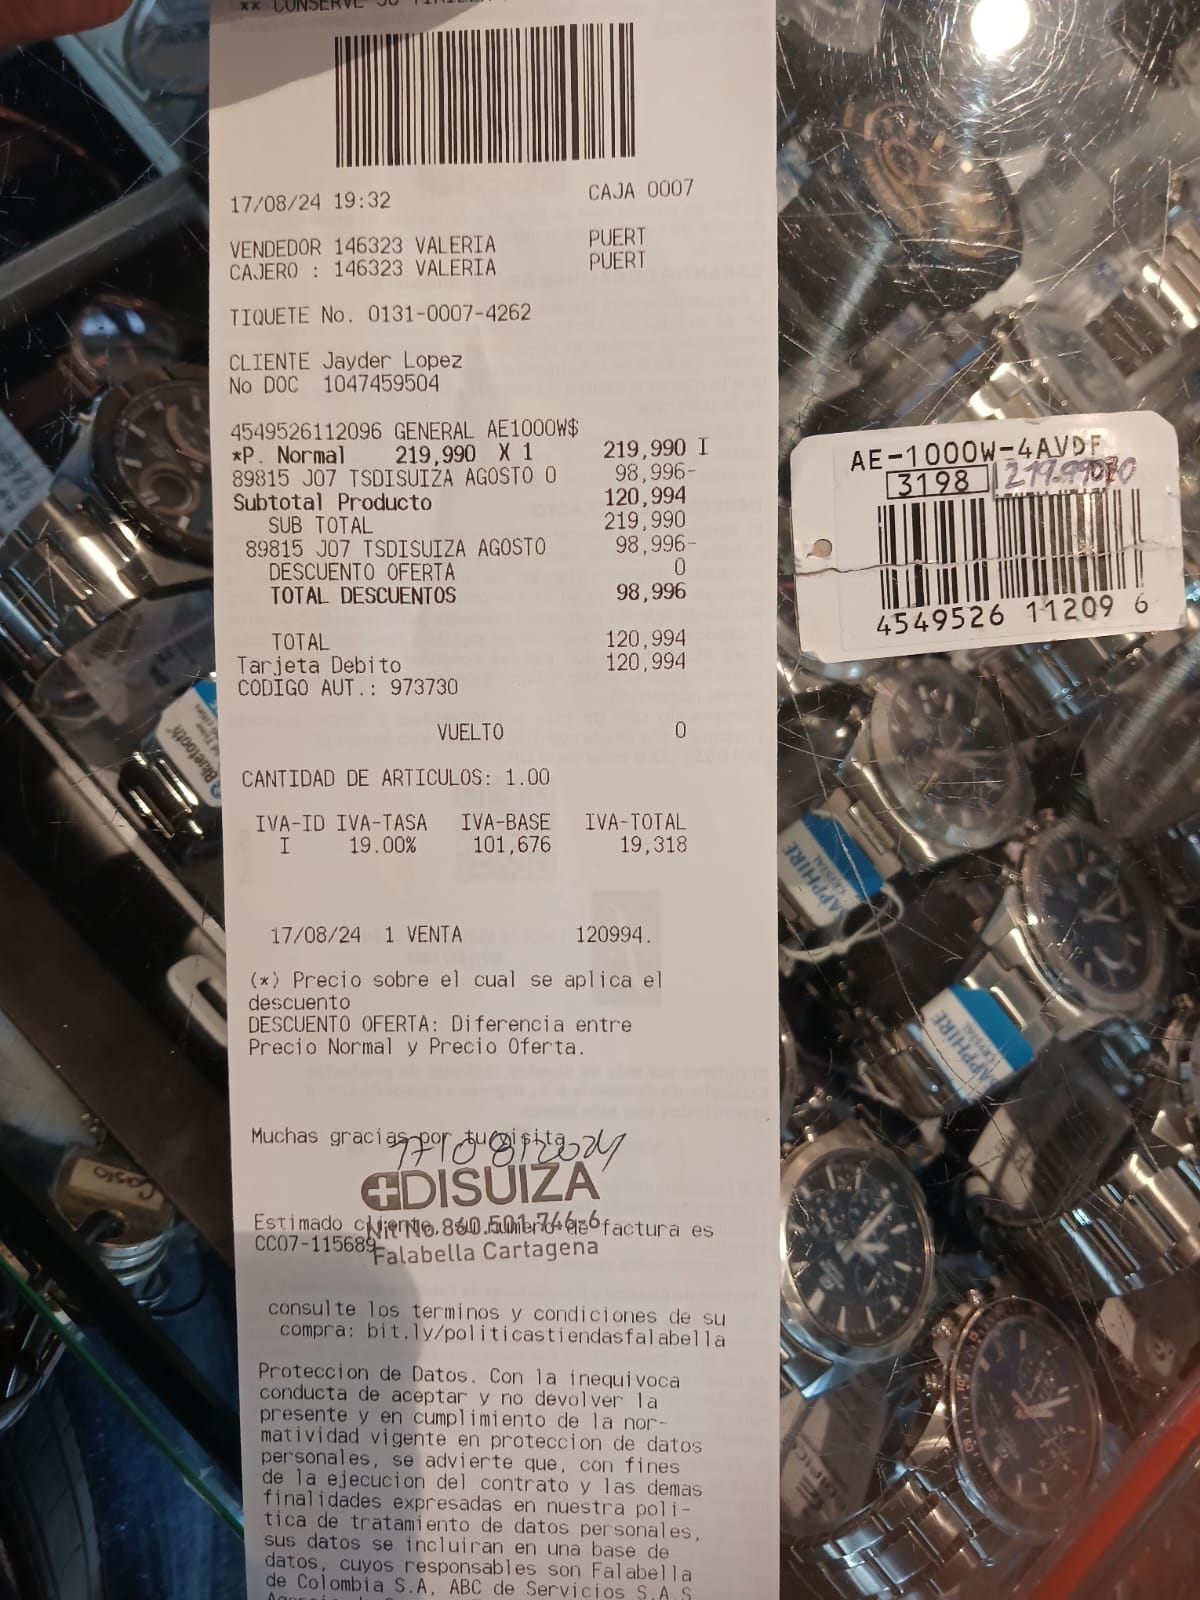 ** CONSERVE SU
17/08/24 19:32 CAJA 0007
VENDEDOR 146323 VALERIA PUERT
CAJERO : 146323 VALERIA PUERT
TIQUETE No. 0131-0007-4262
CLIENTE Jayder Lopez
No DOC 1047459504
4549526112096 GENERAL AE1000W$
*P. Normal 219,990 X 1 219,990 I
89815 J07 TSDISUIZA AGOSTO 0 98,996-
Subtotal Producto 120,994
SUB TOTAL 219,990
89815 J07 TSDISUIZA AGOSTO 98,996-
DESCUENTO OFERTA 0
TOTAL DESCUENTOS 98,996
TOTAL 120,994
Tarjeta Debito 120,994
CODIGO AUT.: 973730
VUELTO 0
CANTIDAD DE ARTICULOS: 1.00
IVA-ID IVA-TASA IVA-BASE IVA-TOTAL
I 19.00% 101,676 19,318
17/08/24 1 VENTA 120994.
(*) Precio sobre el cual se aplica el
descuento
DESCUENTO OFERTA: Diferencia entre
Precio Normal y Precio Oferta.
Muchas gracias por tu visita
17/08/2024
DISUIZA
Nit No. 860.501.746-6
Falabella Cartagena
Estimado cliente, su numero de factura es
CC07-115689
consulte los terminos y condiciones de su
compra: bit.ly/politicastiendasfalabella
Proteccion de Datos. Con la inequivoca
conducta de aceptar y no devolver la
presente y en cumplimiento de la nor-
matividad vigente en proteccion de datos
personales, se advierte que, con fines
de la ejecucion del contrato y las demas
finalidades expresadas en nuestra poli-
tica de tratamiento de datos personales,
sus datos se incluiran en una base de
datos, cuyos responsables son Falabella
de Colombia S.A, ABC de Servicios S.A.S
AE-1000W-4AVDF
3198
4549526 11209 6
Bluetooth
SAPPHIRE
CRYSTAL
SAPPHIRE
CRYSTAL
CASIO